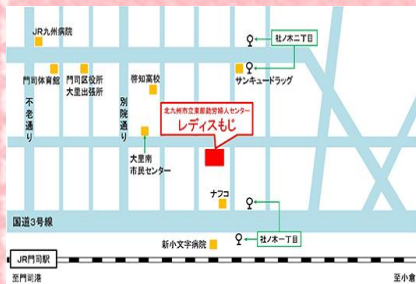 JR九州病院
社ノ木二丁目
門司体育館
門司区役所
大里出張所
啓知高校
サンキュードラッグ
不老通り
別院通り
北九州市立東部勤労婦人センター
レディスもじ
大里南
市民センター
ナフコ
国道3号線
社ノ木一丁目
新小文字病院
JR門司駅
至門司港
至小倉